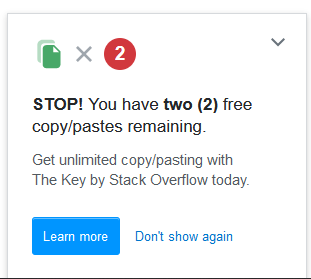 2
STOP! You have two (2) free
copy/pastes remaining.
Get unlimited copy/pasting with
The Key by Stack Overflow today.
Learn more
Don't show again